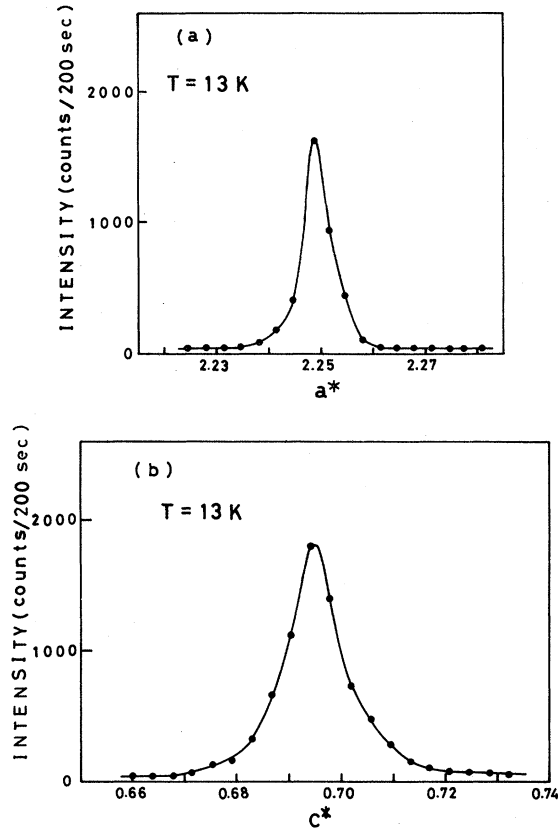 (a)
T = 13 K
INTENSITY (counts/200 sec)
2000
1000
0
2.23 2.25 2.27
a*
(b)
T = 13 K
INTENSITY (counts/200 sec)
2000
1000
0
0.66 0.68 0.70 0.72 0.74
C*